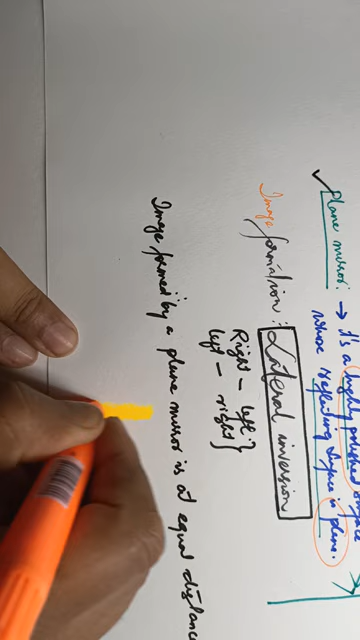 ✓ Plane mirror: → it's a highly polished surface
whose reflecting surface is plane.
Image formation: Lateral inversion
Right - left }
left - right }
Image formed by a plane mirror is at equal distance